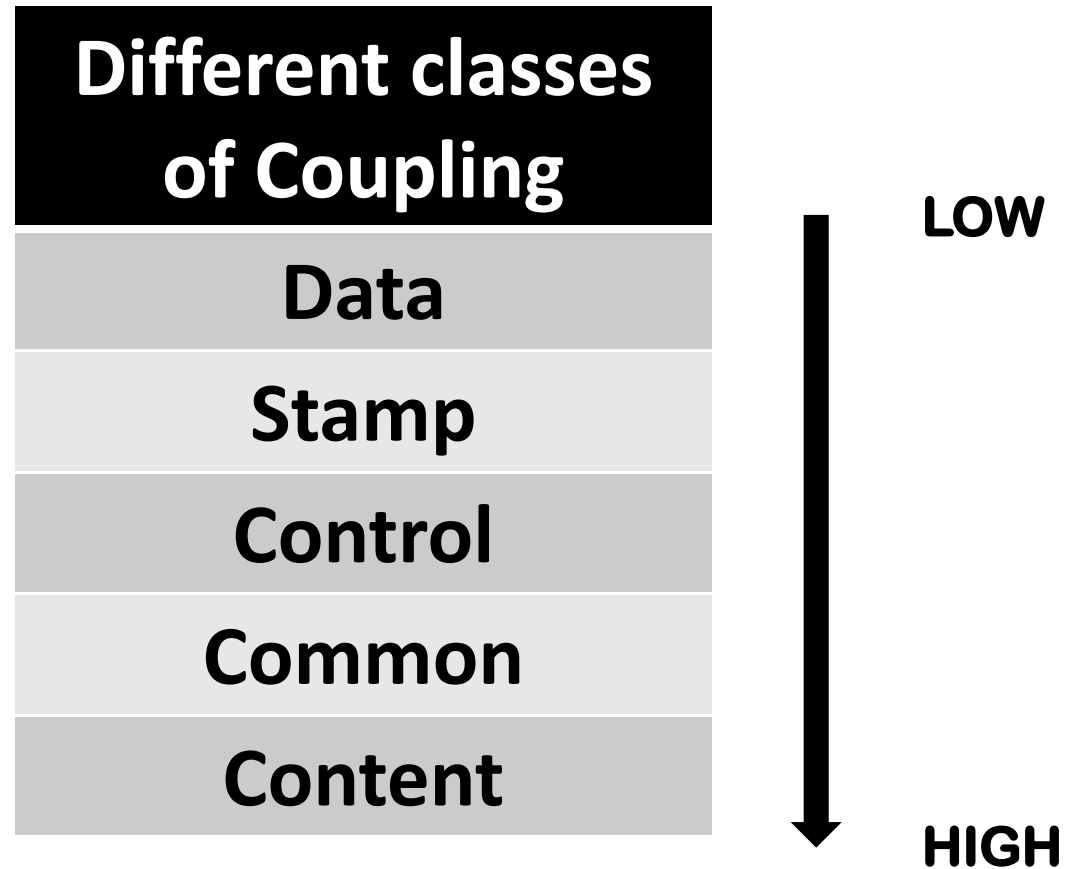 Different classes
of Coupling
LOW
Data
Stamp
Control
Common
Content
HIGH